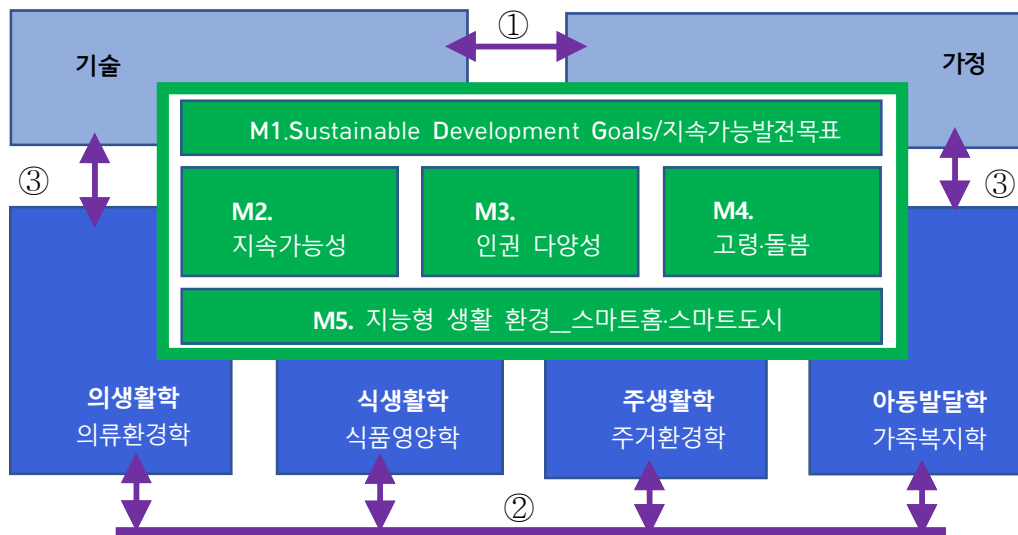 ①
기술
가정
M1.Sustainable Development Goals/지속가능발전목표
③
③
M2.
지속가능성
M3.
인권 다양성
M4.
고령·돌봄
M5. 지능형 생활 환경__스마트홈·스마트도시
의생활학
의류환경학
식생활학
식품영양학
주생활학
주거환경학
아동발달학
가족복지학
②